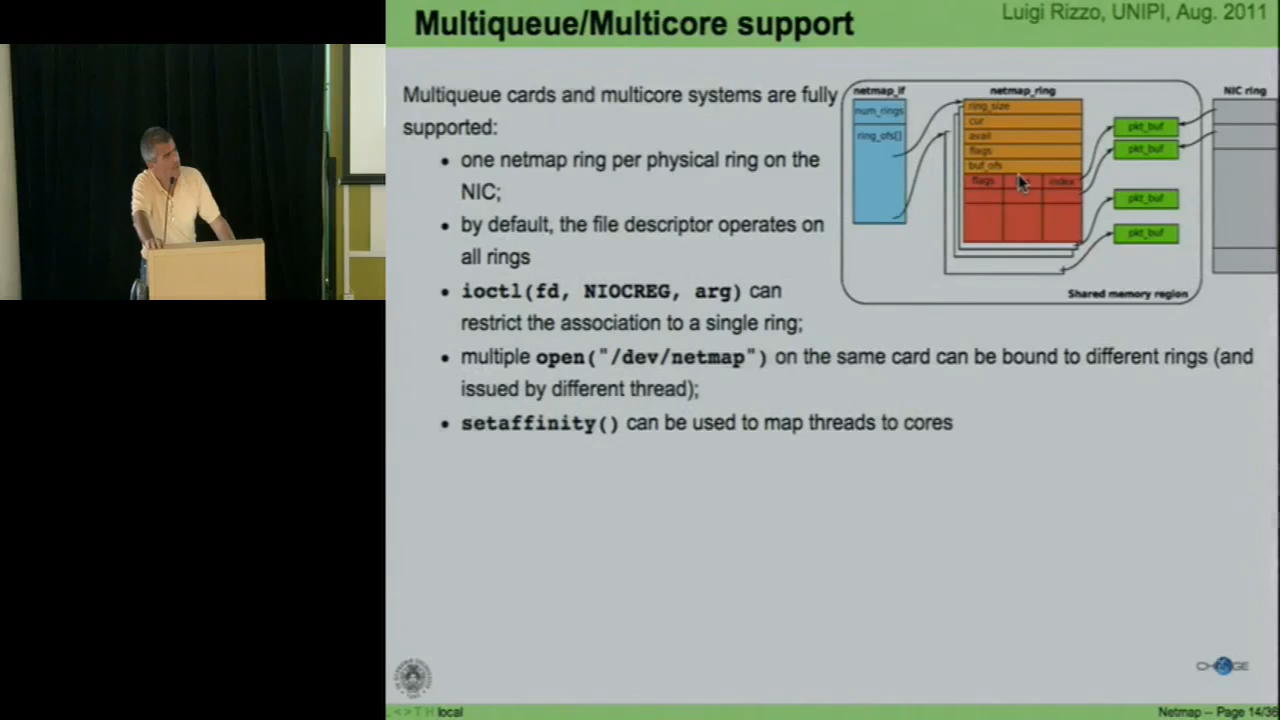 Multiqueue/Multicore support
Luigi Rizzo, UNIPI, Aug. 2011
Multiqueue cards and multicore systems are fully
supported:
• one netmap ring per physical ring on the
NIC;
• by default, the file descriptor operates on
all rings
• ioctl(fd, NIOCREG, arg) can
restrict the association to a single ring;
• multiple open("/dev/netmap") on the same card can be bound to different rings (and
issued by different thread);
• setaffinity() can be used to map threads to cores
netmap_if
num_rings
ring_ofs[]
netmap_ring
ring_size
cur
avail
flags
buf_ofs
flags index
pkt_buf
pkt_buf
pkt_buf
pkt_buf
NIC ring
Shared memory region
< > T H local
Netmap -- Page 14/36